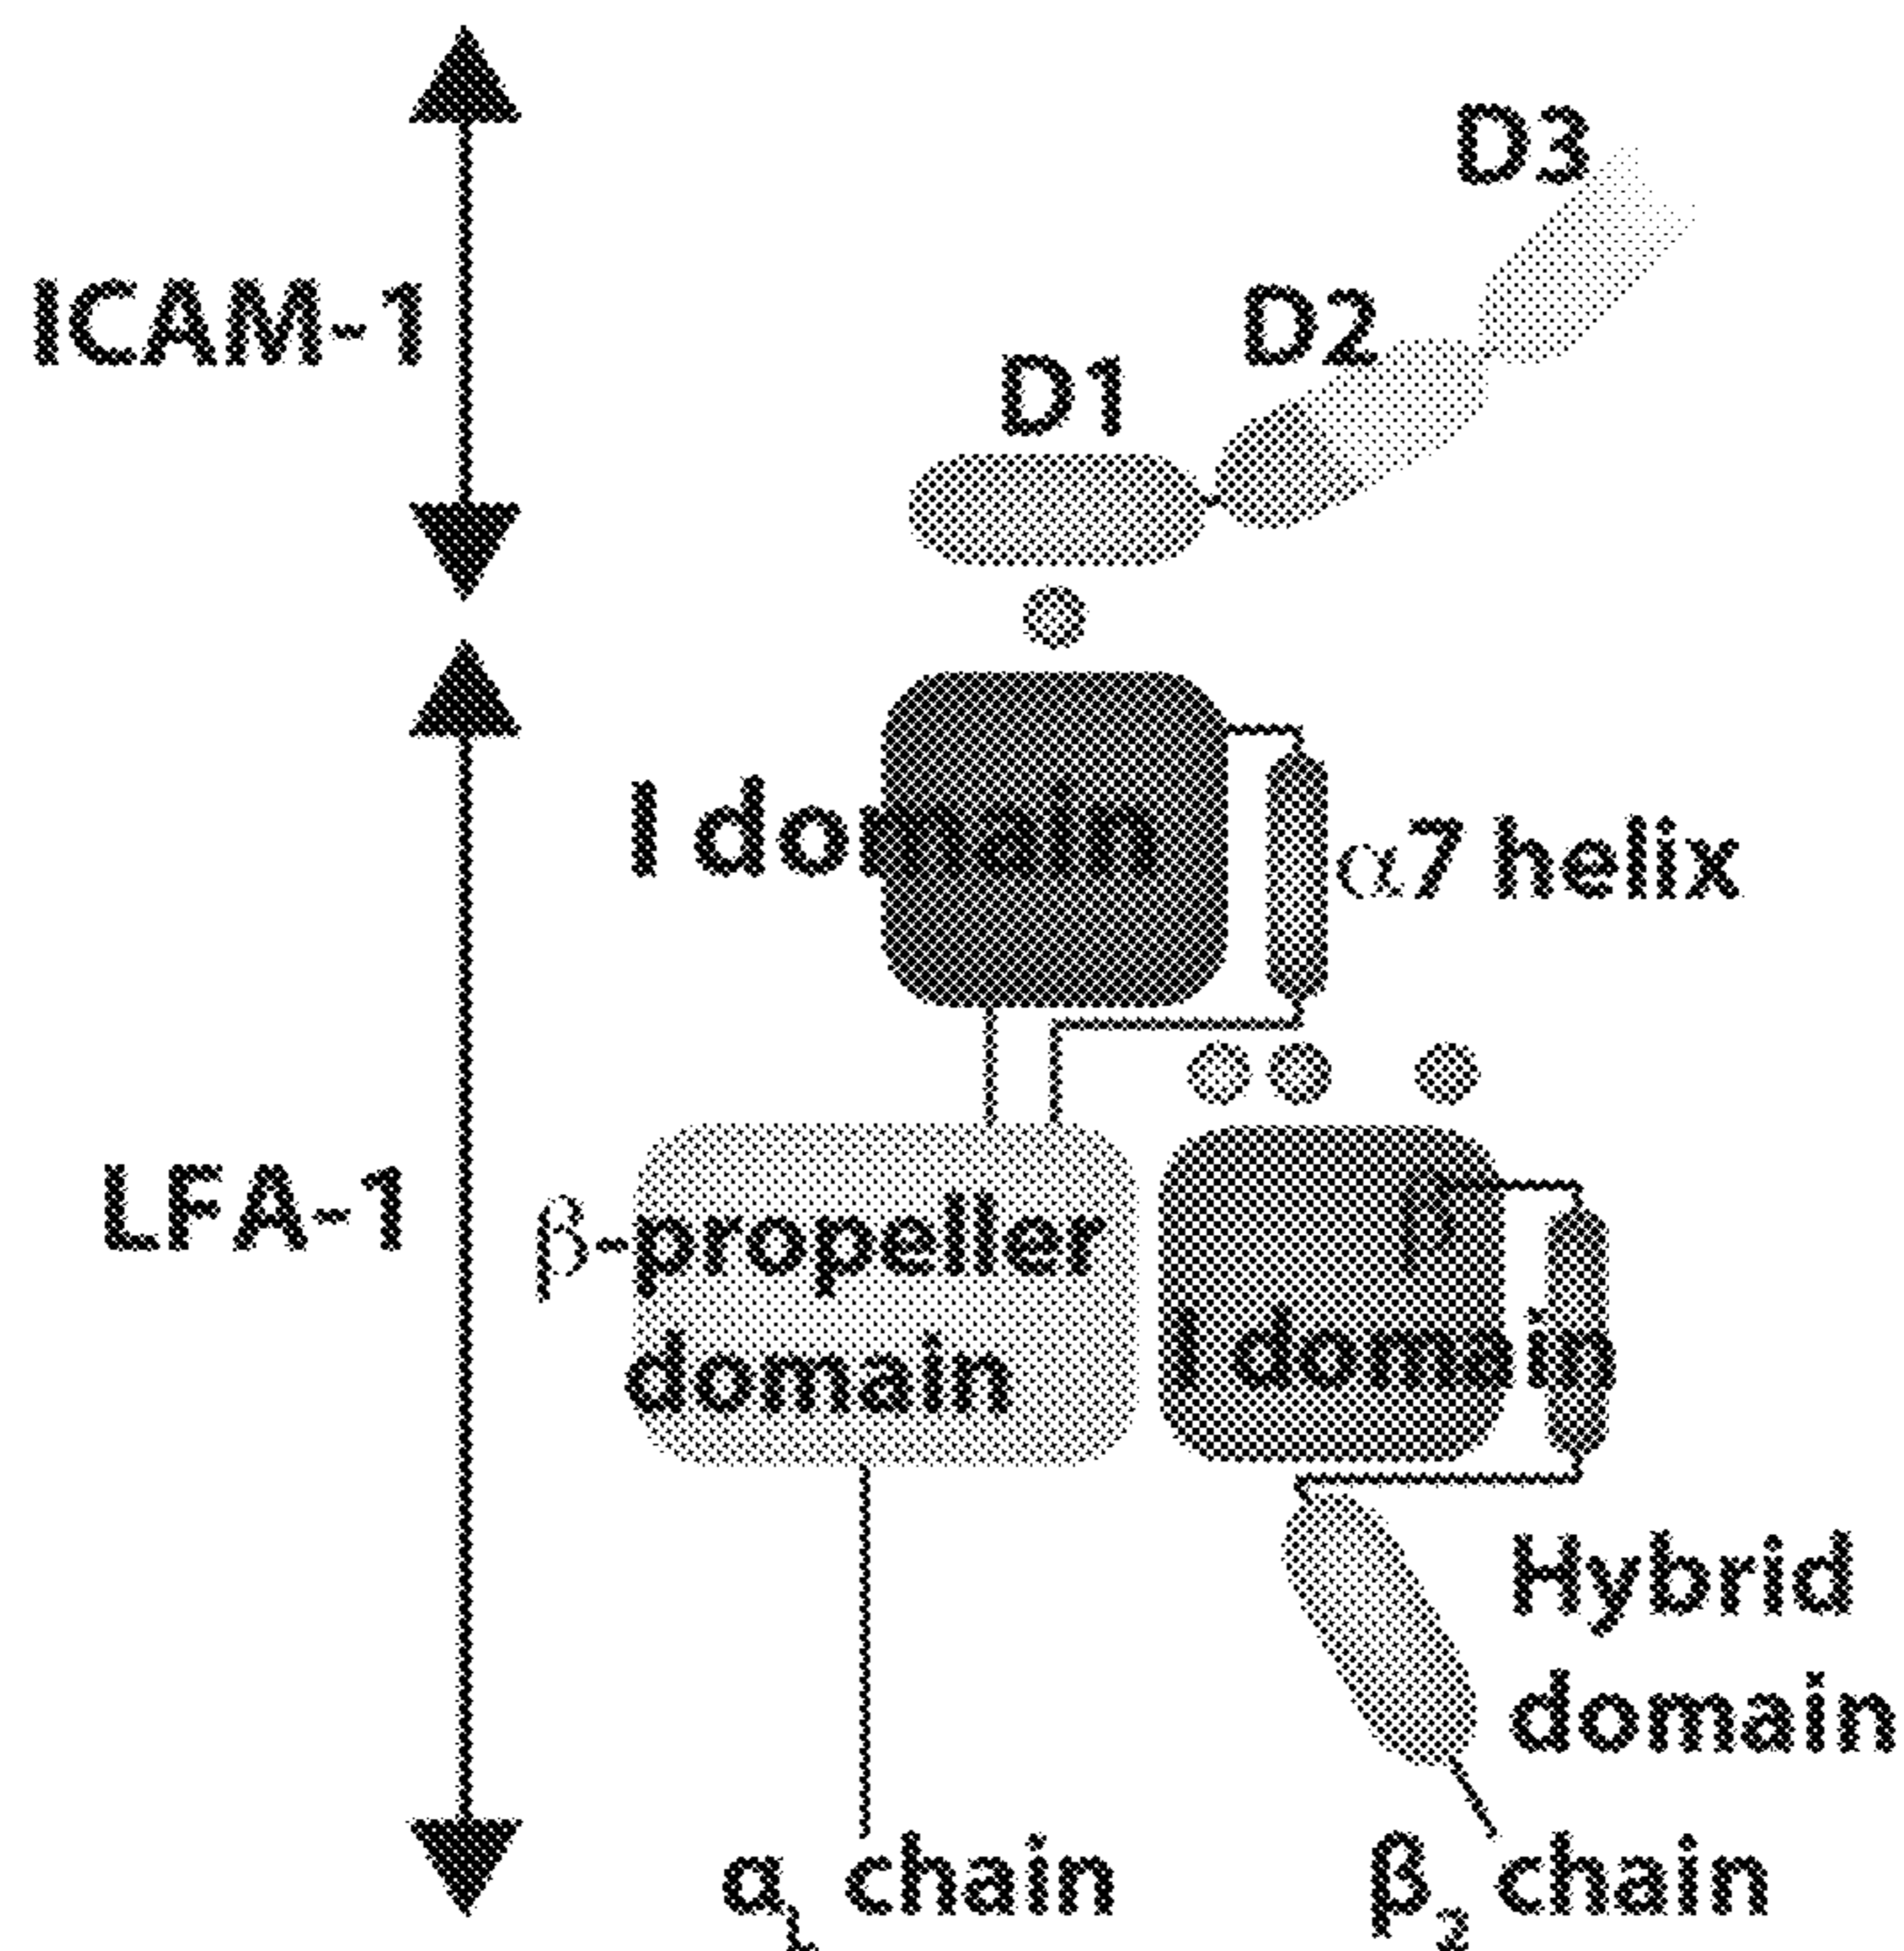 D3
ICAM-1
D2
D1
I domain
α7 helix
LFA-1
β-propeller
domain
β
I domain
Hybrid
domain
αL chain
β2 chain